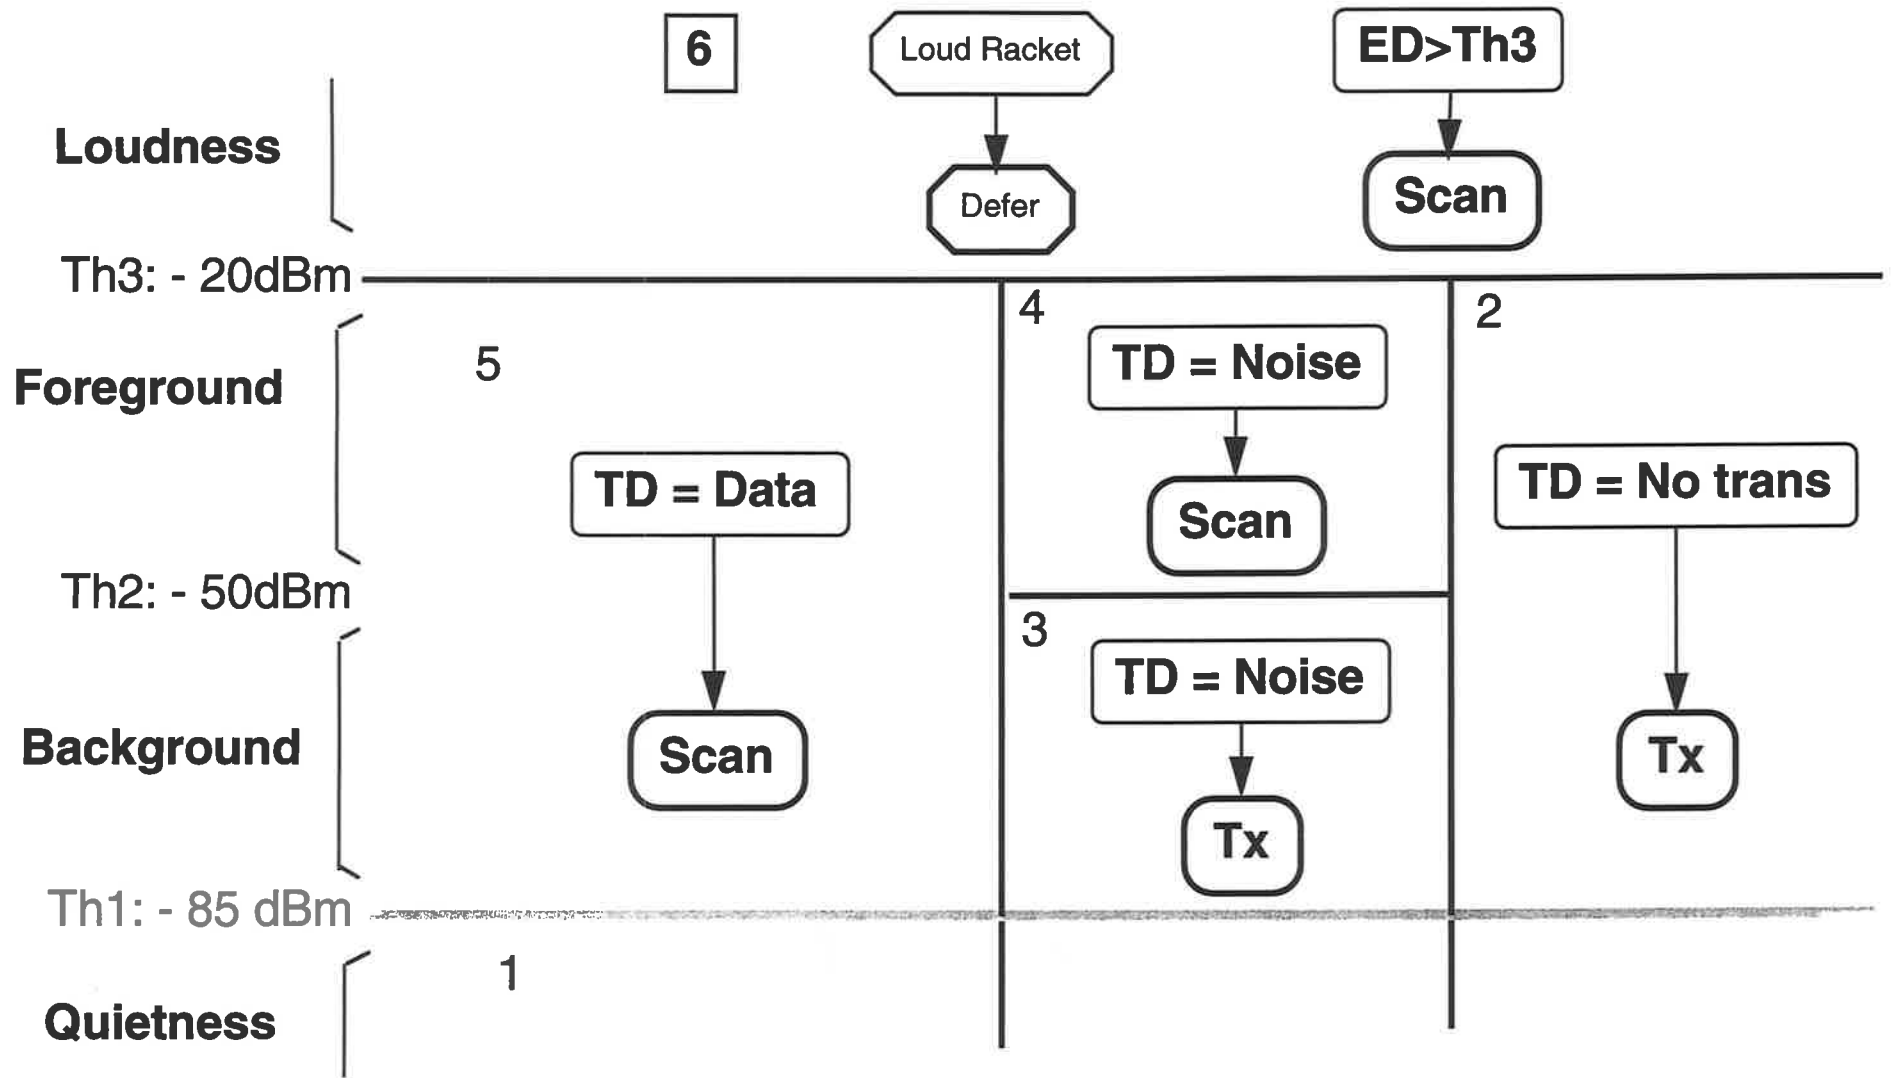 6
Loud Racket
ED>Th3
Loudness
Defer
Scan
Th3: - 20dBm
4
2
5
TD = Noise
Foreground
TD = Data
TD = No trans
Scan
Th2: - 50dBm
3
TD = Noise
Background
Scan
Tx
Tx
Th1: - 85 dBm
1
Quietness